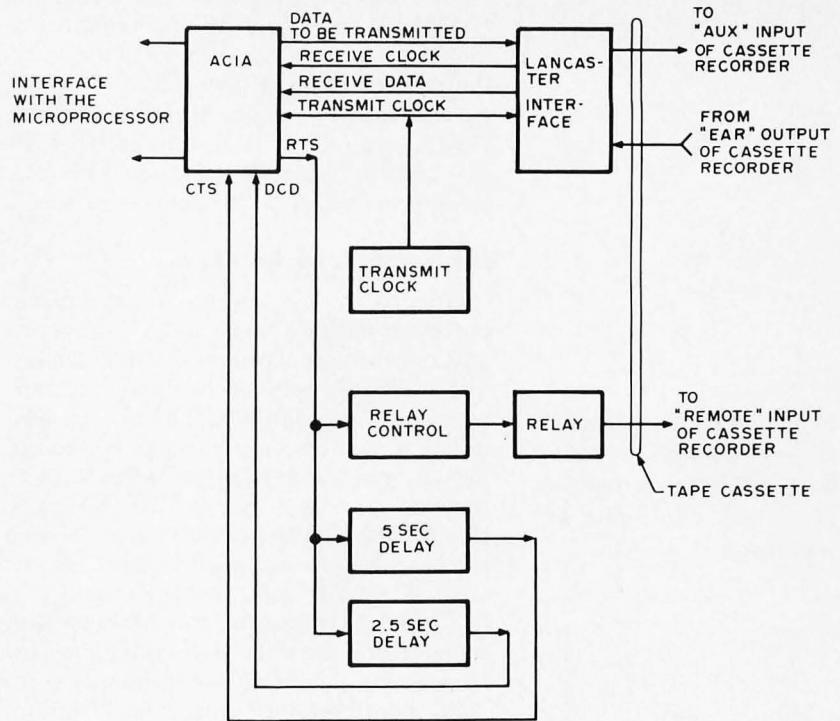 DATA
TO BE TRANSMITTED
ACIA
RECEIVE CLOCK
RECEIVE DATA
TRANSMIT CLOCK
INTERFACE
WITH THE
MICROPROCESSOR
LANCAS-
TER
INTER-
FACE
TO
"AUX" INPUT
OF CASSETTE
RECORDER
FROM
"EAR" OUTPUT
OF CASSETTE
RECORDER
RTS
CTS
DCD
TRANSMIT
CLOCK
RELAY
CONTROL
RELAY
TO
"REMOTE" INPUT
OF CASSETTE
RECORDER
TAPE CASSETTE
5 SEC
DELAY
2.5 SEC
DELAY